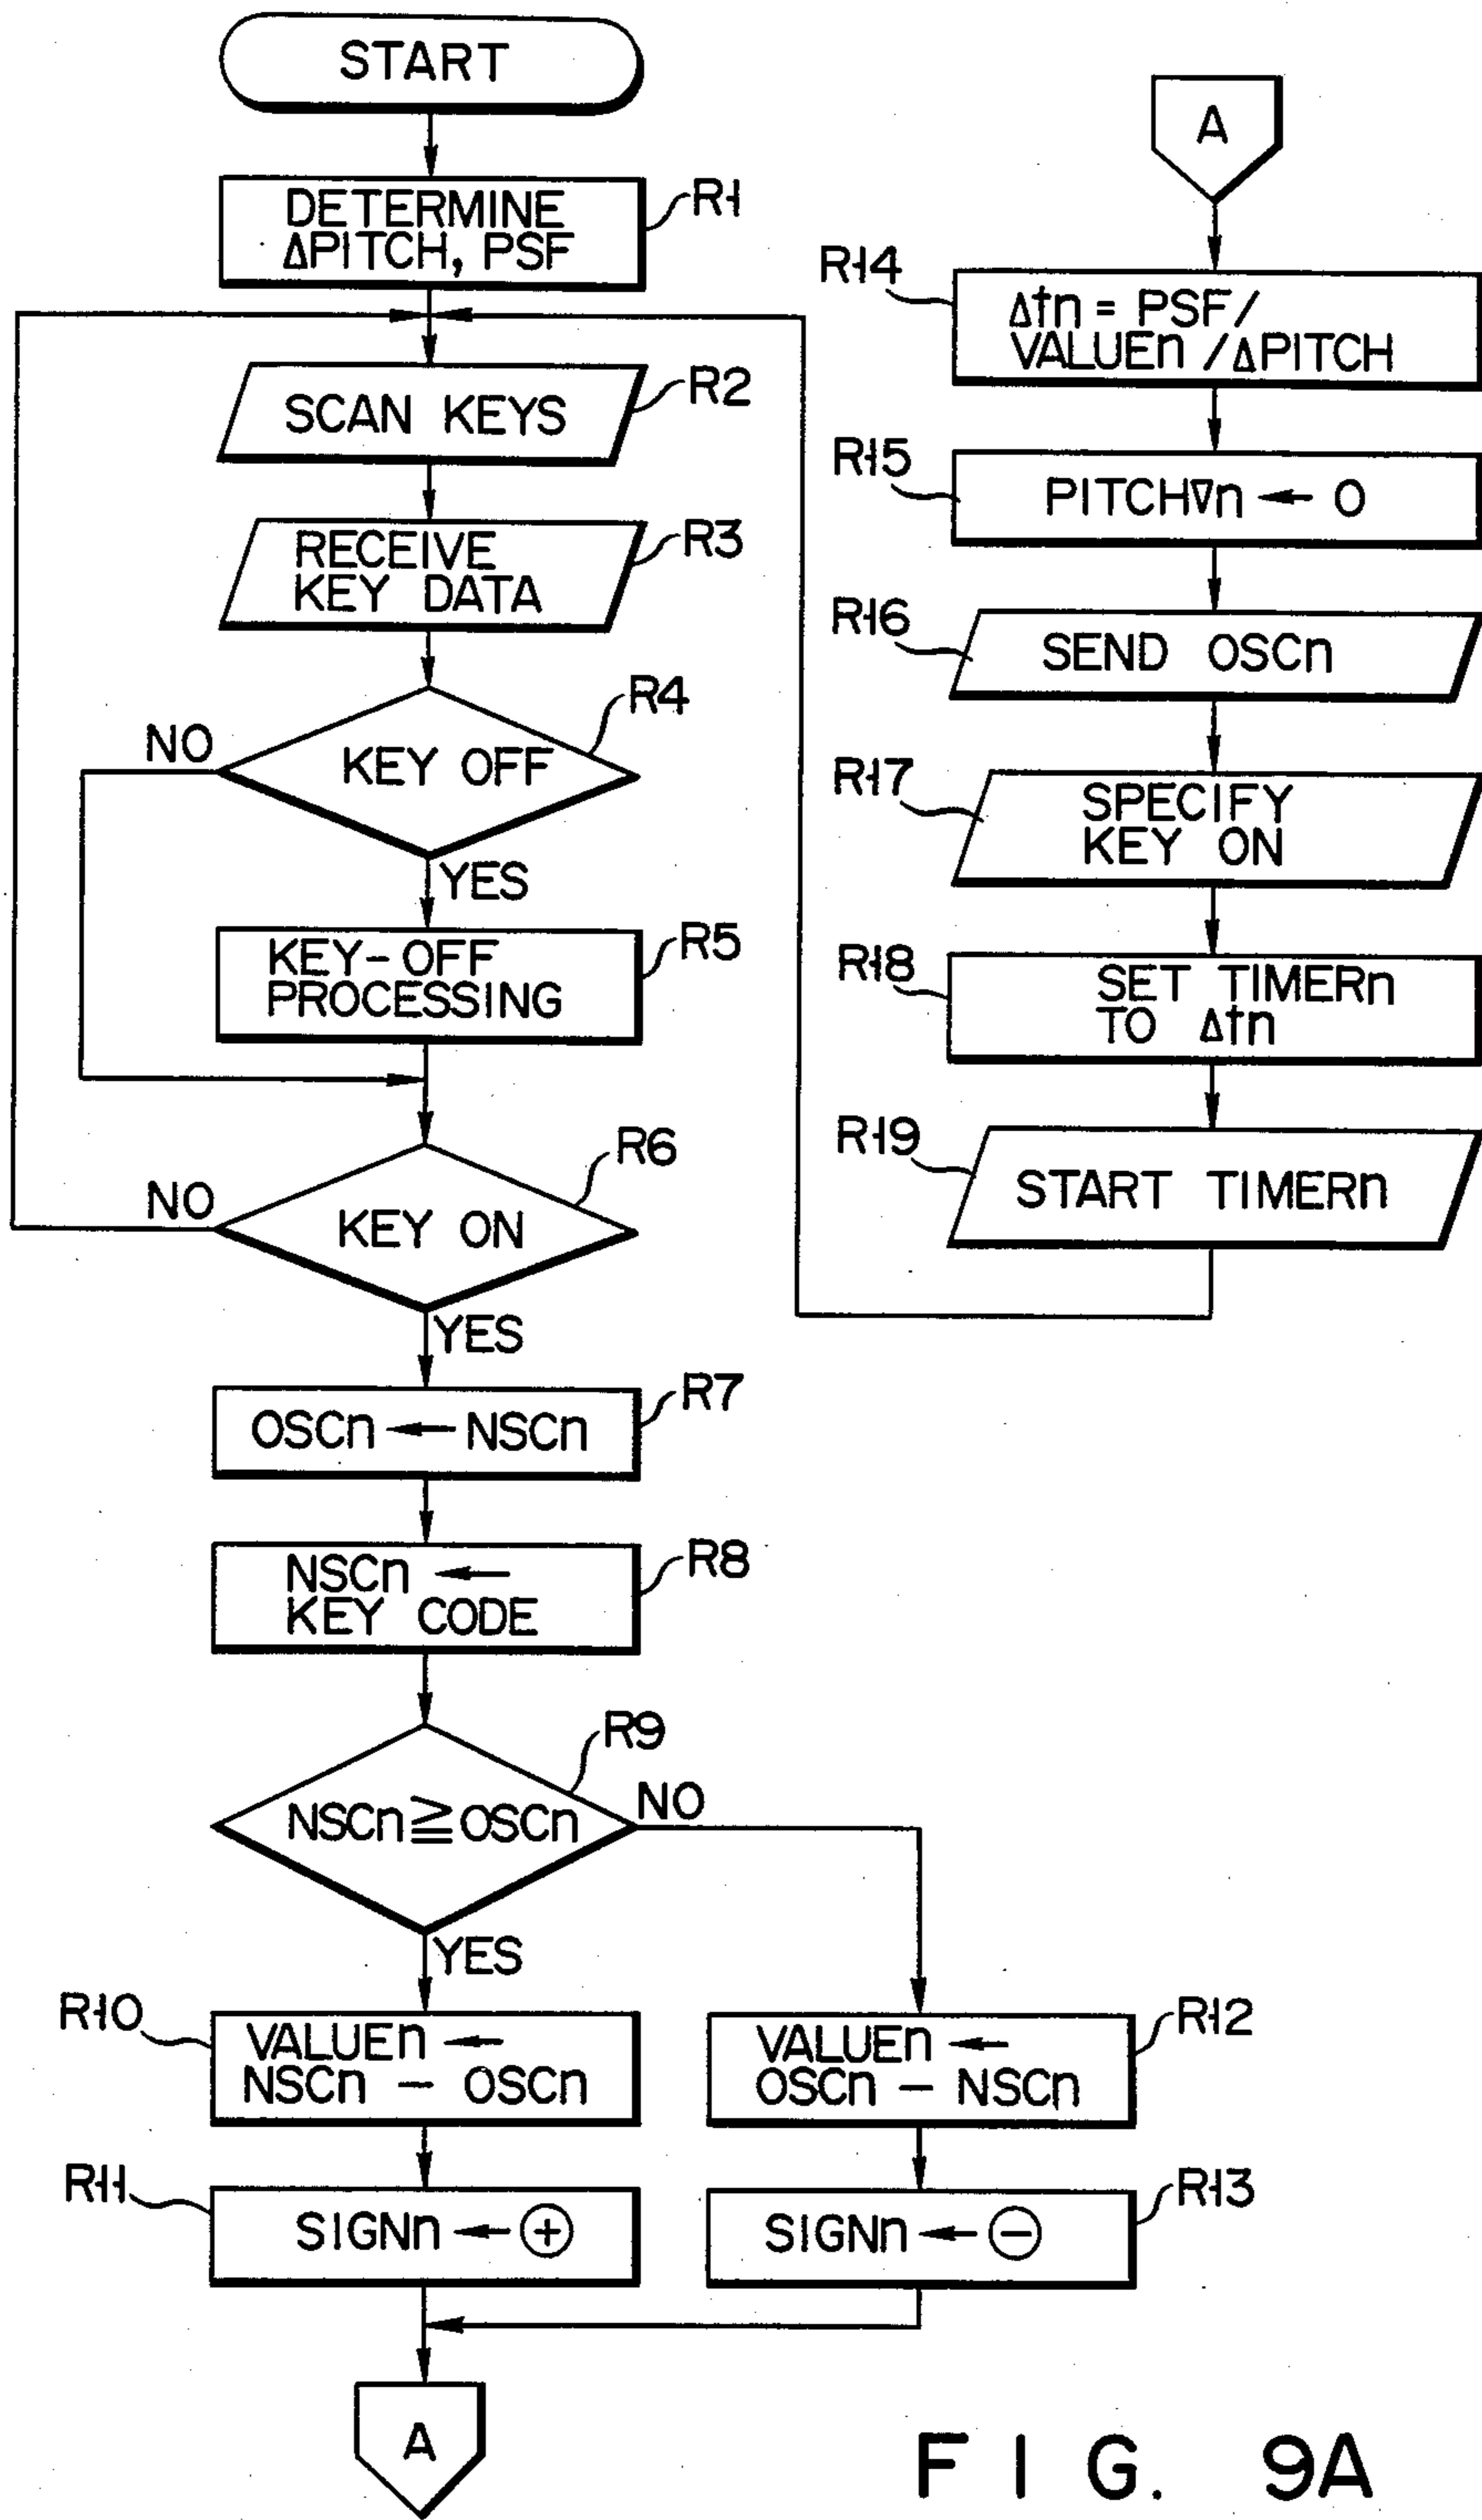 START
DETERMINE
ΔPITCH, PSF
R1
SCAN KEYS
R2
RECEIVE
KEY DATA
R3
KEY OFF
R4
NO
YES
KEY-OFF
PROCESSING
R5
KEY ON
R6
NO
YES
OSCn ← NSCn
R7
NSCn ←
KEY CODE
R8
NSCn ≧ OSCn
R9
NO
YES
R10
VALUEn ←
NSCn − OSCn
R11
SIGNn ← ⊕
VALUEn ←
OSCn − NSCn
R12
SIGNn ← ⊖
R13
A
A
R14
Δtn = PSF/
VALUEn /ΔPITCH
R15
PITCH∇n ← 0
R16
SEND OSCn
R17
SPECIFY
KEY ON
R18
SET TIMERn
TO Δtn
R19
START TIMERn
FIG. 9A